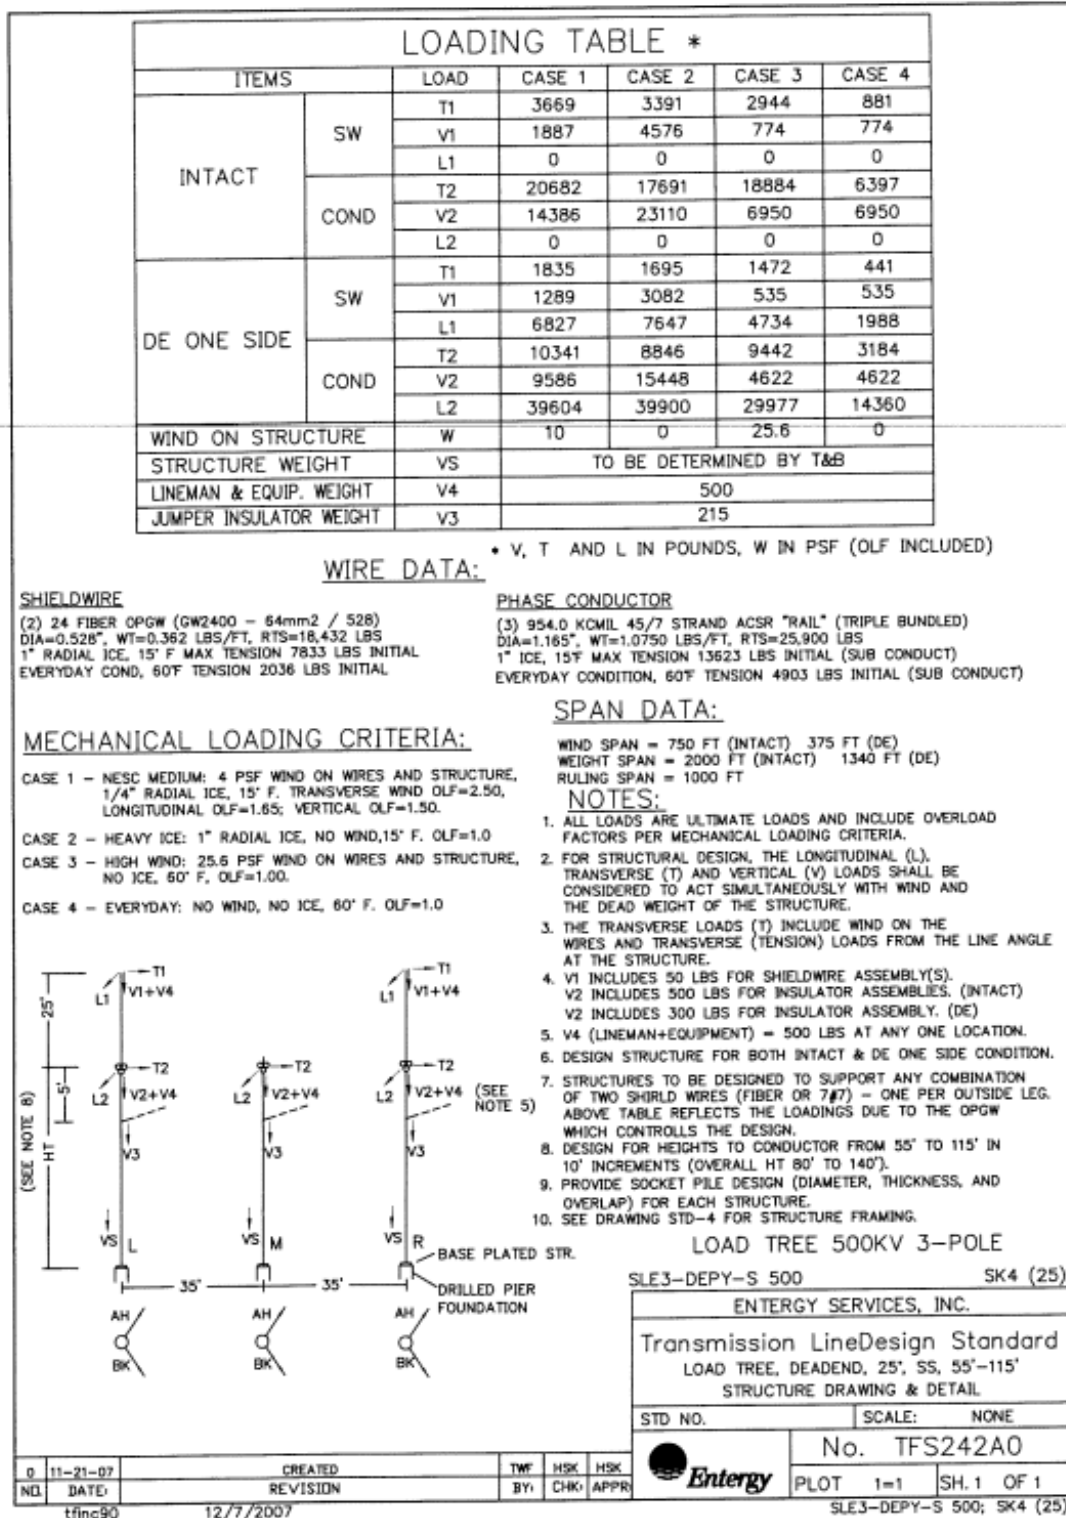 LOADING TABLE *
ITEMS LOAD CASE 1 CASE 2 CASE 3 CASE 4
INTACT SW T1 3669 3391 2944 881
V1 1887 4576 774 774
L1 0 0 0 0
COND T2 20682 17691 18884 6397
V2 14386 23110 6950 6950
L2 0 0 0 0
DE ONE SIDE SW T1 1835 1695 1472 441
V1 1289 3082 535 535
L1 6827 7647 4734 1988
COND T2 10341 8846 9442 3184
V2 9586 15448 4622 4622
L2 39604 39900 29977 14360
WIND ON STRUCTURE W 10 0 25.6 0
STRUCTURE WEIGHT VS TO BE DETERMINED BY T&B
LINEMAN & EQUIP. WEIGHT V4 500
JUMPER INSULATOR WEIGHT V3 215
* V, T AND L IN POUNDS, W IN PSF (OLF INCLUDED)
WIRE DATA:
SHIELDWIRE
(2) 24 FIBER OPGW (GW2400 - 64mm2 / 528)
DIA=0.528", WT=0.362 LBS/FT, RTS=18,432 LBS
1" RADIAL ICE, 15° F MAX TENSION 7833 LBS INITIAL
EVERYDAY COND, 60°F TENSION 2036 LBS INITIAL
PHASE CONDUCTOR
(3) 954.0 KCMIL 45/7 STRAND ACSR "RAIL" (TRIPLE BUNDLED)
DIA=1.165", WT=1.0750 LBS/FT, RTS=25,900 LBS
1" ICE, 15°F MAX TENSION 13623 LBS INITIAL (SUB CONDUCT)
EVERYDAY CONDITION, 60°F TENSION 4903 LBS INITIAL (SUB CONDUCT)
SPAN DATA:
WIND SPAN = 750 FT (INTACT) 375 FT (DE)
WEIGHT SPAN = 2000 FT (INTACT) 1340 FT (DE)
RULING SPAN = 1000 FT
MECHANICAL LOADING CRITERIA:
CASE 1 - NESC MEDIUM: 4 PSF WIND ON WIRES AND STRUCTURE,
1/4" RADIAL ICE, 15° F. TRANSVERSE WIND OLF=2.50,
LONGITUDINAL OLF=1.65; VERTICAL OLF=1.50.
CASE 2 - HEAVY ICE: 1" RADIAL ICE, NO WIND,15° F. OLF=1.0
CASE 3 - HIGH WIND: 25.6 PSF WIND ON WIRES AND STRUCTURE,
NO ICE, 60° F, OLF=1.00.
CASE 4 - EVERYDAY: NO WIND, NO ICE, 60° F. OLF=1.0
NOTES:
1. ALL LOADS ARE ULTIMATE LOADS AND INCLUDE OVERLOAD
FACTORS PER MECHANICAL LOADING CRITERIA.
2. FOR STRUCTURAL DESIGN, THE LONGITUDINAL (L),
TRANSVERSE (T) AND VERTICAL (V) LOADS SHALL BE
CONSIDERED TO ACT SIMULTANEOUSLY WITH WIND AND
THE DEAD WEIGHT OF THE STRUCTURE.
3. THE TRANSVERSE LOADS (T) INCLUDE WIND ON THE
WIRES AND TRANSVERSE (TENSION) LOADS FROM THE LINE ANGLE
AT THE STRUCTURE.
4. V1 INCLUDES 50 LBS FOR SHIELDWIRE ASSEMBLY(S).
V2 INCLUDES 500 LBS FOR INSULATOR ASSEMBLIES. (INTACT)
V2 INCLUDES 300 LBS FOR INSULATOR ASSEMBLY. (DE)
5. V4 (LINEMAN+EQUIPMENT) = 500 LBS AT ANY ONE LOCATION.
6. DESIGN STRUCTURE FOR BOTH INTACT & DE ONE SIDE CONDITION.
7. STRUCTURES TO BE DESIGNED TO SUPPORT ANY COMBINATION
OF TWO SHIRLD WIRES (FIBER OR 7#7) - ONE PER OUTSIDE LEG.
ABOVE TABLE REFLECTS THE LOADINGS DUE TO THE OPGW
WHICH CONTROLLS THE DESIGN.
8. DESIGN FOR HEIGHTS TO CONDUCTOR FROM 55' TO 115' IN
10' INCREMENTS (OVERALL HT 80' TO 140').
9. PROVIDE SOCKET PILE DESIGN (DIAMETER, THICKNESS, AND
OVERLAP) FOR EACH STRUCTURE.
10. SEE DRAWING STD-4 FOR STRUCTURE FRAMING.
T1 T1
L1 V1+V4 L1 V1+V4
25'
T2 T2 T2
L2 V2+V4 L2 V2+V4 L2 V2+V4 (SEE
NOTE 5)
5'
(SEE NOTE 8)
HT
V3 V3 V3
VS L VS M VS R
BASE PLATED STR.
35' 35'
DRILLED PIER
FOUNDATION
AH AH AH
BK BK BK
LOAD TREE 500KV 3-POLE
SLE3-DEPY-S 500 SK4 (25)
ENTERGY SERVICES, INC.
Transmission LineDesign Standard
LOAD TREE, DEADEND, 25°, SS, 55'-115'
STRUCTURE DRAWING & DETAIL
STD NO. SCALE: NONE
Entergy
No. TFS242A0
PLOT 1=1 SH. 1 OF 1
0 11-21-07 CREATED TWF HSK HSK
NO. DATE: REVISION BY: CHK: APPR:
tfinc90 12/7/2007 SLE3-DEPY-S 500; SK4 (25)